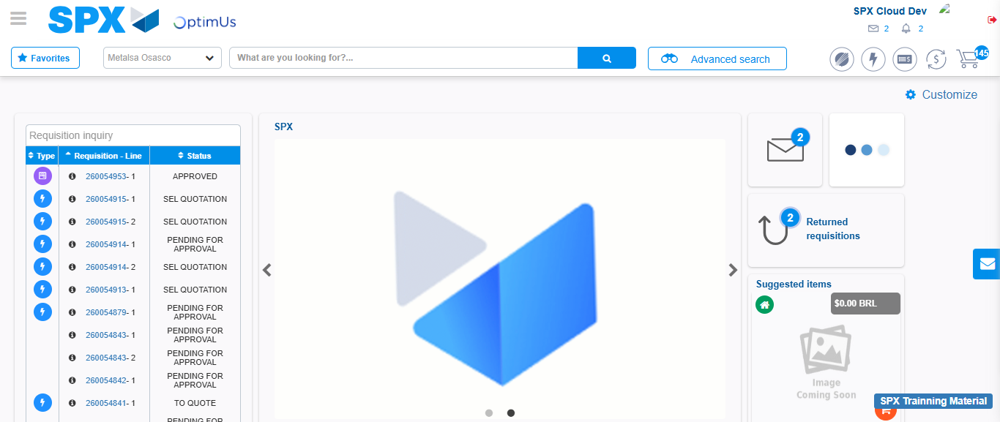 SPX OptimUs
SPX Cloud Dev
2 2
Favorites
Metalsa Osasco
What are you looking for?...
Advanced search
145
Customize
Requisition inquiry
Type Requisition - Line Status
260054953- 1 APPROVED
260054915- 1 SEL QUOTATION
260054915- 2 SEL QUOTATION
260054914- 1 PENDING FOR
APPROVAL
260054914- 2 SEL QUOTATION
260054913- 1 SEL QUOTATION
260054879- 1 PENDING FOR
APPROVAL
260054843- 1 PENDING FOR
APPROVAL
260054843- 2 PENDING FOR
APPROVAL
260054842- 1 PENDING FOR
APPROVAL
260054841- 1 TO QUOTE
PENDING FOR
SPX
2
2
Returned
requisitions
Suggested items
$0.00 BRL
Image
Coming Soon
SPX Trainning Material